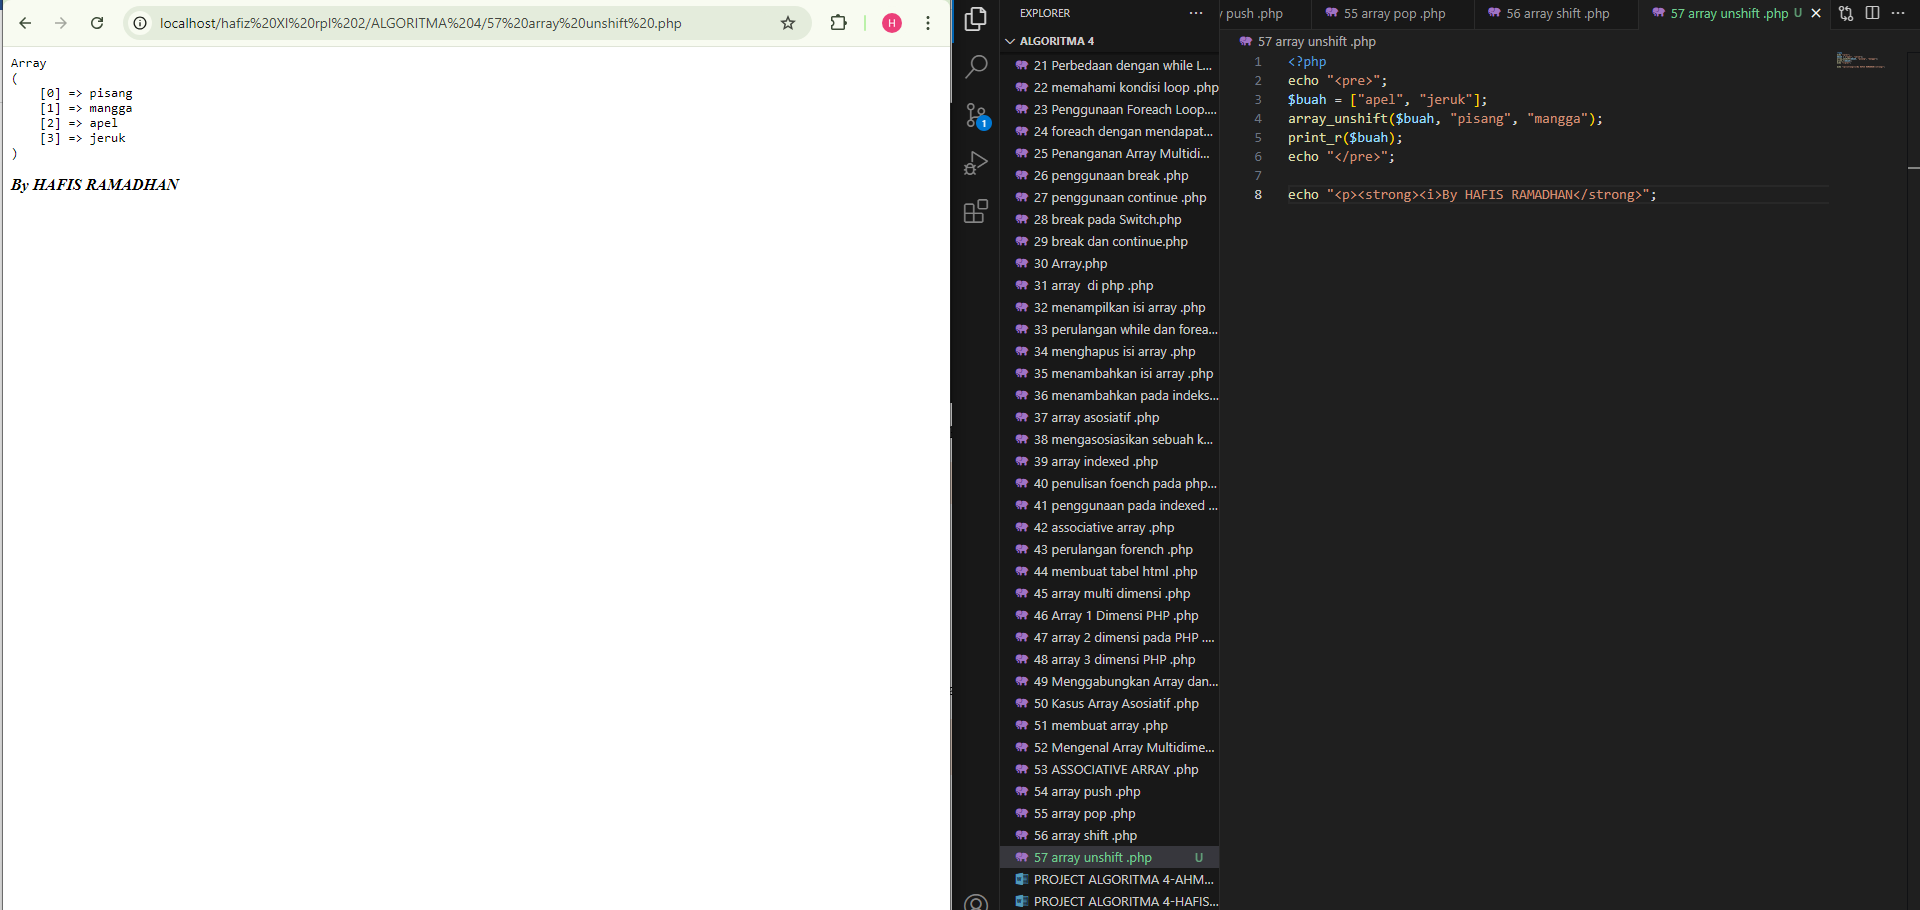 localhost/hafiz%20XI%20rpl%202/ALGORITMA%204/57%20array%20unshift%20.php
H
Array
(
[0] => pisang
[1] => mangga
[2] => apel
[3] => jeruk
)
By HAFIS RAMADHAN
1
EXPLORER
ALGORITMA 4
21 Perbedaan dengan while L...
22 memahami kondisi loop .php
23 Penggunaan Foreach Loop....
24 foreach dengan mendapat...
25 Penanganan Array Multidi...
26 penggunaan break .php
27 penggunaan continue .php
28 break pada Switch.php
29 break dan continue.php
30 Array.php
31 array  di php .php
32 menampilkan isi array .php
33 perulangan while dan forea...
34 menghapus isi array .php
35 menambahkan isi array .php
36 menambahkan pada indeks...
37 array asosiatif .php
38 mengasosiasikan sebuah k...
39 array indexed .php
40 penulisan foench pada php...
41 penggunaan pada indexed ...
42 associative array .php
43 perulangan forench .php
44 membuat tabel html .php
45 array multi dimensi .php
46 Array 1 Dimensi PHP .php
47 array 2 dimensi pada PHP ....
48 array 3 dimensi PHP .php
49 Menggabungkan Array dan...
50 Kasus Array Asosiatif .php
51 membuat array .php
52 Mengenal Array Multidime...
53 ASSOCIATIVE ARRAY .php
54 array push .php
55 array pop .php
56 array shift .php
57 array unshift .php U
PROJECT ALGORITMA 4-AHM...
PROJECT ALGORITMA 4-HAFIS...
y push .php 55 array pop .php 56 array shift .php 57 array unshift .php U
57 array unshift .php
1 <?php
2 echo "<pre>";
3 $buah = ["apel", "jeruk"];
4 array_unshift($buah, "pisang", "mangga");
5 print_r($buah);
6 echo "</pre>";
7
8 echo "<p><strong><i>By HAFIS RAMADHAN</strong>";